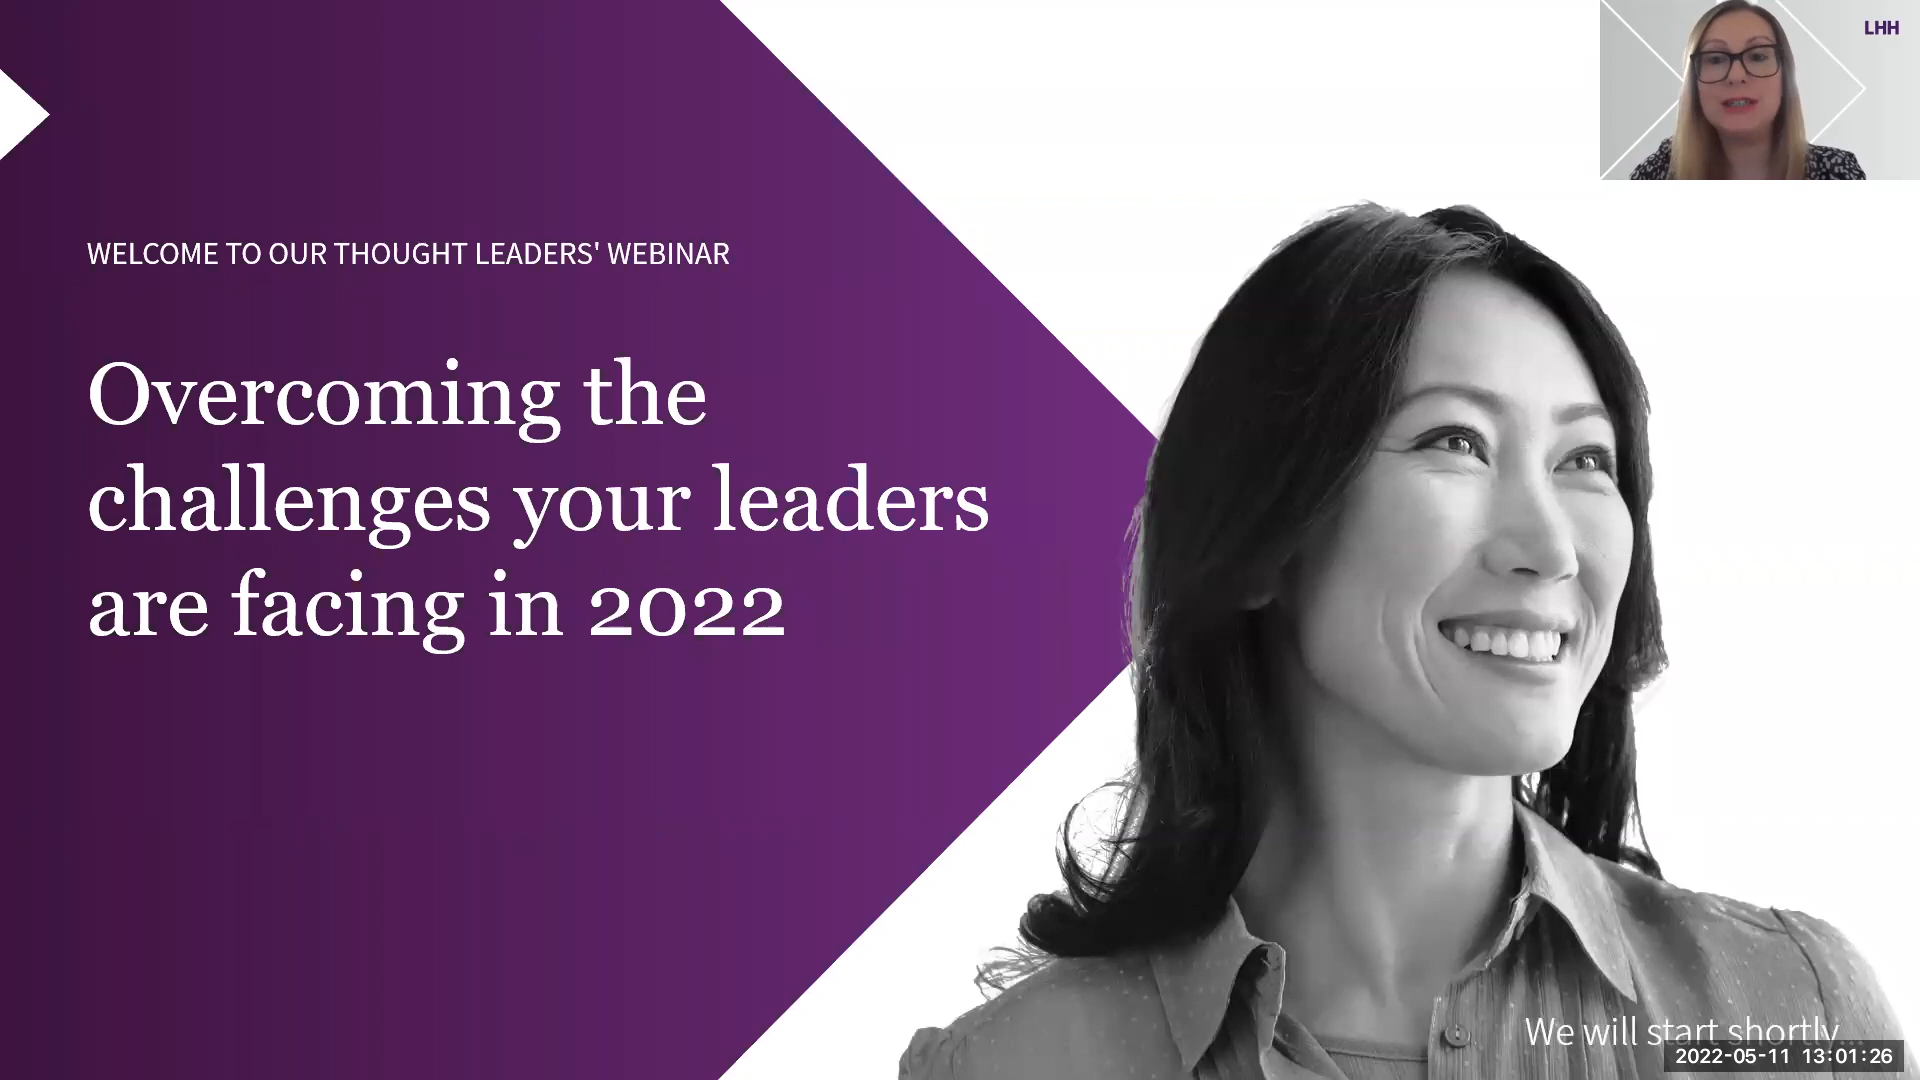 LHH
WELCOME TO OUR THOUGHT LEADERS' WEBINAR
Overcoming the
challenges your leaders
are facing in 2022
We will start shortly...
2022-05-11 13:01:26